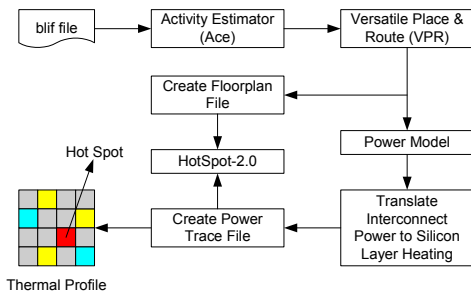 blif file
Activity Estimator
(Ace)
Versatile Place &
Route (VPR)
Create Floorplan
File
Hot Spot
HotSpot-2.0
Power Model
Create Power
Trace File
Translate
Interconnect
Power to Silicon
Layer Heating
Thermal Profile